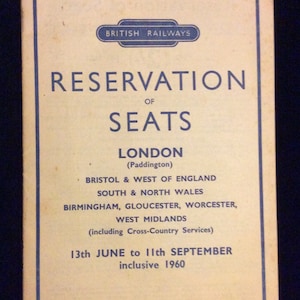 BRITISH RAILWAYS
RESERVATION
OF
SEATS
LONDON
(Paddington)
BRISTOL & WEST OF ENGLAND
SOUTH & NORTH WALES
BIRMINGHAM, GLOUCESTER, WORCESTER,
WEST MIDLANDS
(including Cross-Country Services)
13th JUNE to 11th SEPTEMBER
inclusive 1960